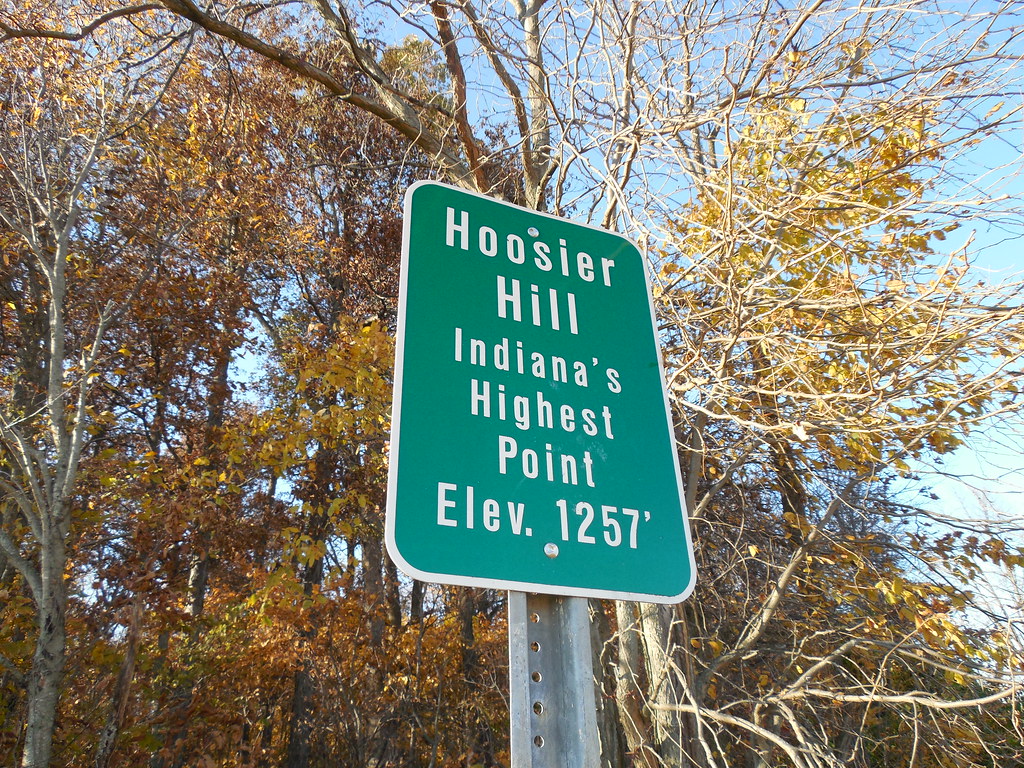 Hoosier
Hill
Indiana's
Highest
Point
Elev. 1257'